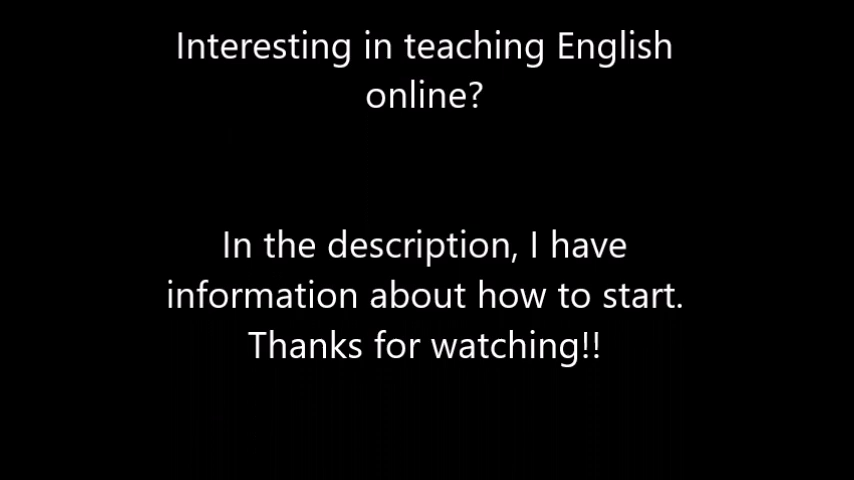 Interesting in teaching English
online?
In the description, I have
information about how to start.
Thanks for watching!!